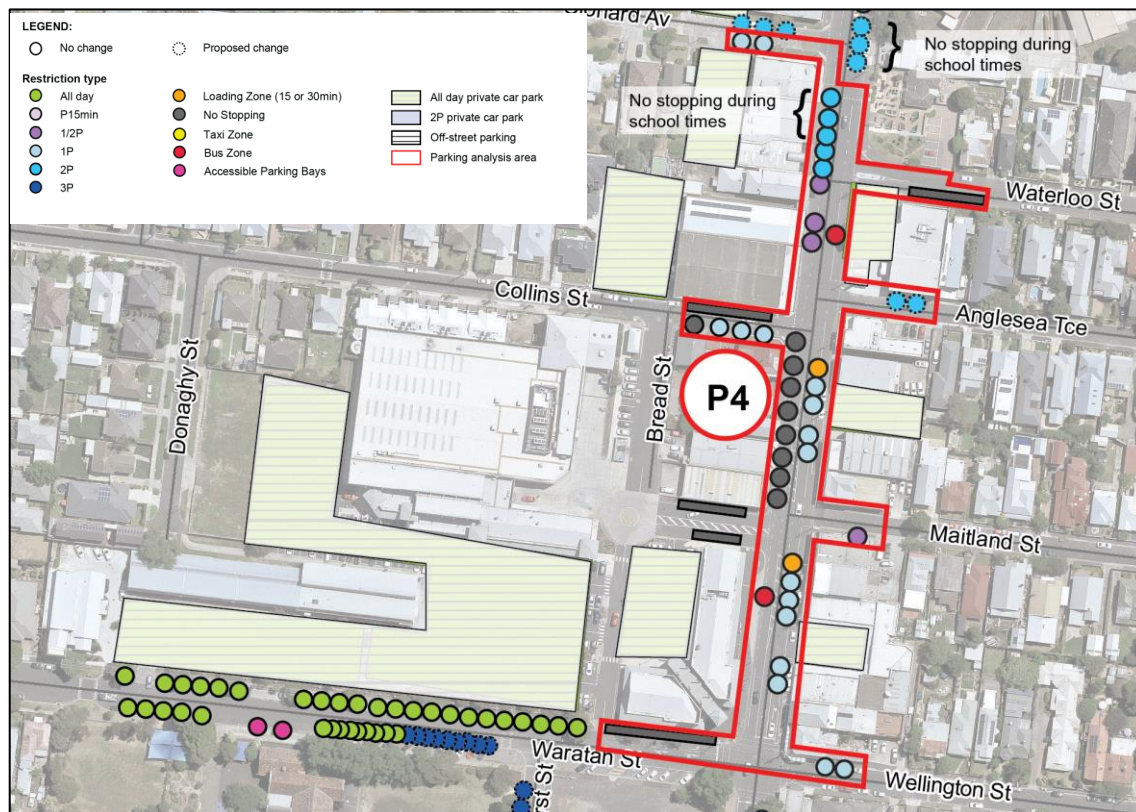 LEGEND:
No change
Proposed change
Restriction type
All day
P15min
1/2P
1P
2P
3P
Loading Zone (15 or 30min)
No Stopping
Taxi Zone
Bus Zone
Accessible Parking Bays
All day private car park
2P private car park
Off-street parking
Parking analysis area
No stopping during
school times
No stopping during
school times
Waterloo St
Collins St
Anglesea Tce
Donaghy St
Bread St
P4
Maitland St
Waratah St
Wellington St